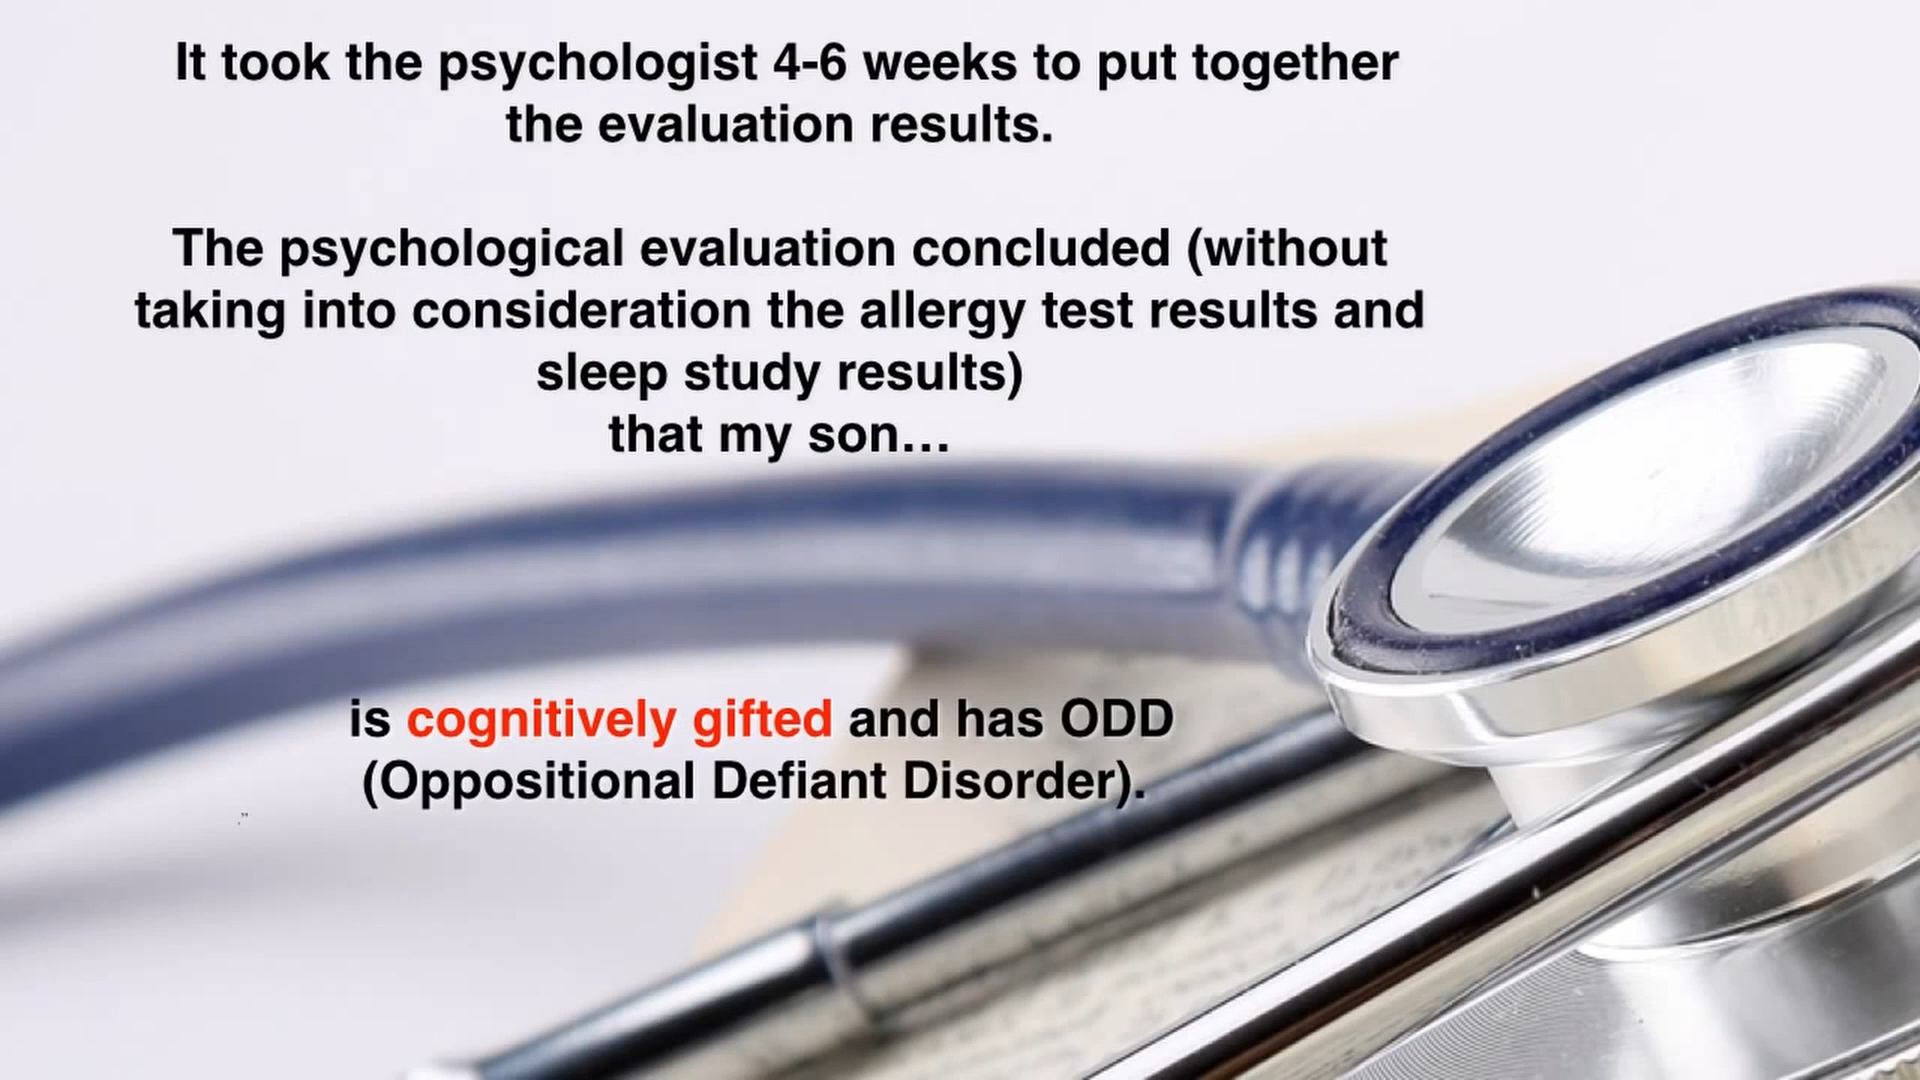 It took the psychologist 4-6 weeks to put together
the evaluation results.
The psychological evaluation concluded (without
taking into consideration the allergy test results and
sleep study results)
that my son…
is cognitively gifted and has ODD
(Oppositional Defiant Disorder).
.”